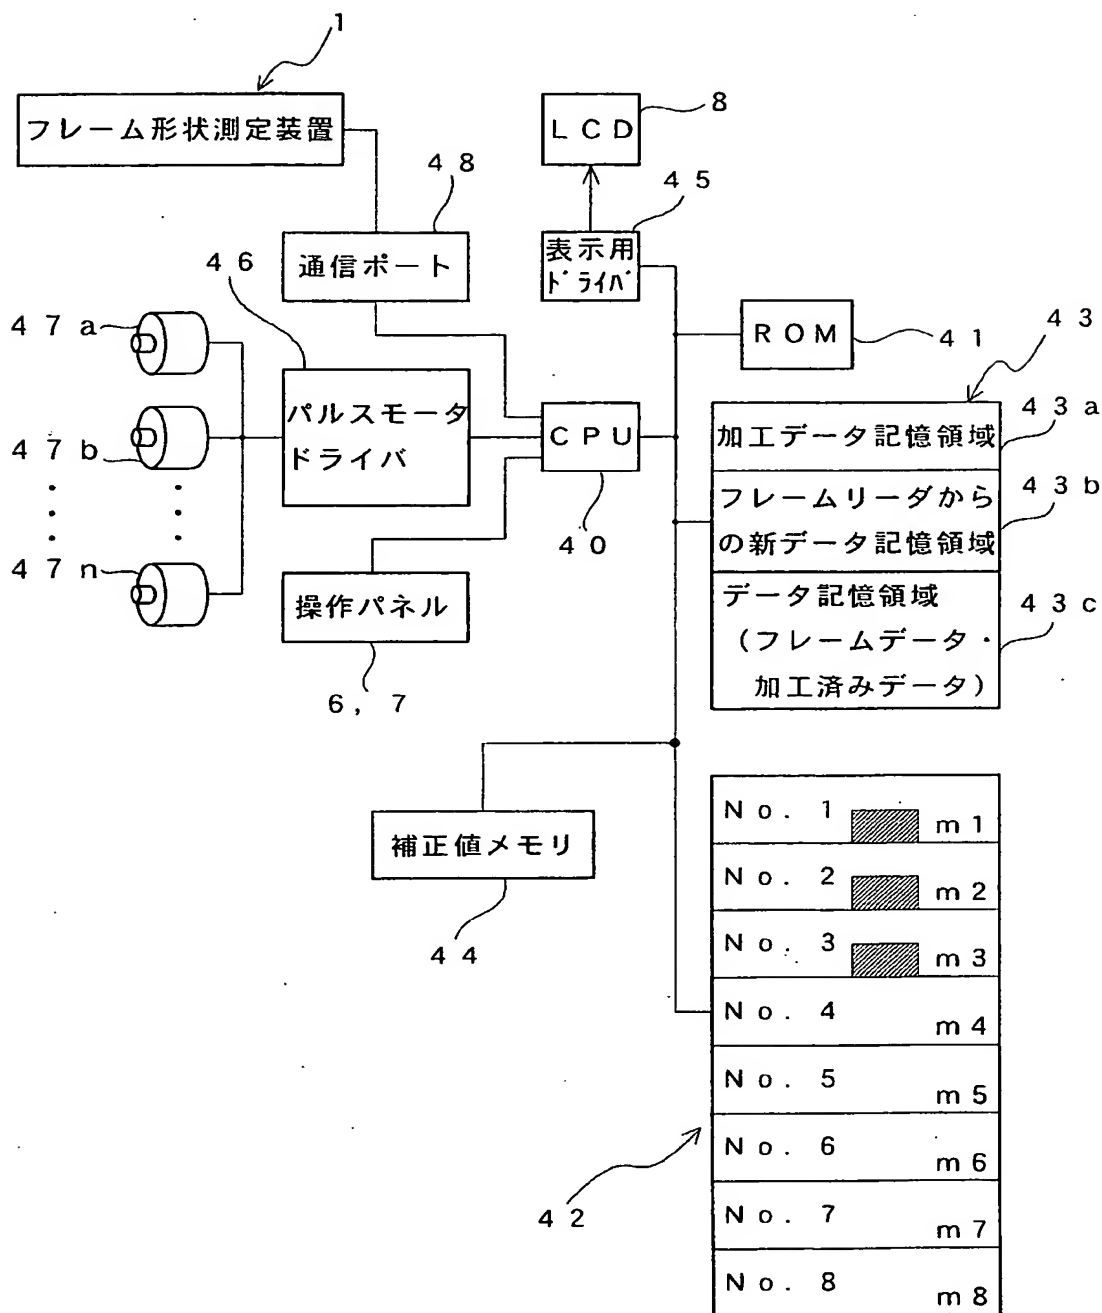 1
フレーム形状測定装置
LCD
8
48
45
通信ポート
表示用
ドライバ
46
47a
ROM
41
43
パルスモータ
ドライバ
CPU
加工データ記憶領域
43a
47b
フレームリーダから
の新データ記憶領域
43b
40
47n
操作パネル
データ記憶領域
(フレームデータ・
加工済みデータ)
43c
6, 7
補正値メモリ
44
No. 1 m1
No. 2 m2
No. 3 m3
No. 4 m4
No. 5 m5
No. 6 m6
No. 7 m7
No. 8 m8
42